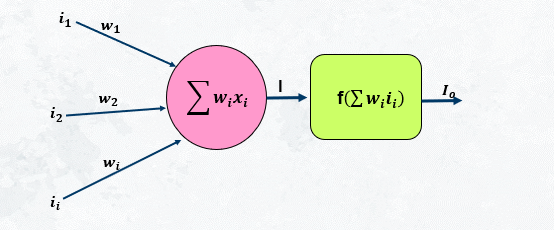 i₁
w₁
i₂
w₂
iᵢ
wᵢ
∑ wᵢxᵢ
I
f(∑ wᵢiᵢ)
Iₒ